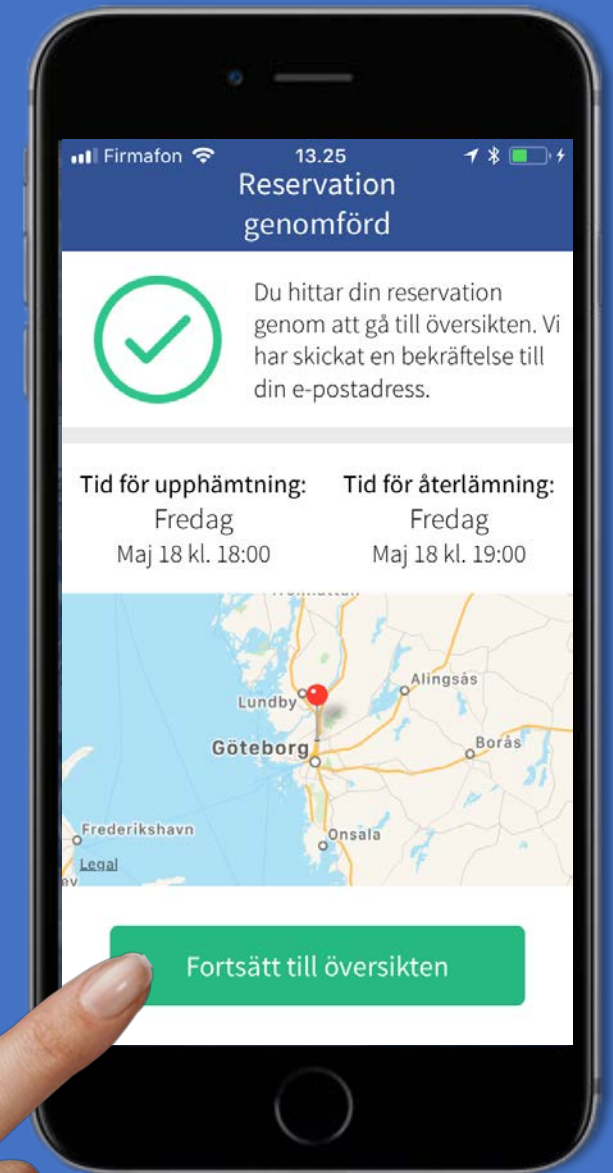 Firmafon 13.25
Reservation
genomförd
Du hittar din reservation
genom att gå till översikten. Vi
har skickat en bekräftelse till
din e-postadress.
Tid för upphämtning:
Fredag
Maj 18 kl. 18:00
Tid för återlämning:
Fredag
Maj 18 kl. 19:00
Alingsås
Lundby
Göteborg
Borås
Frederikshavn
Onsala
Legal
Fortsätt till översikten